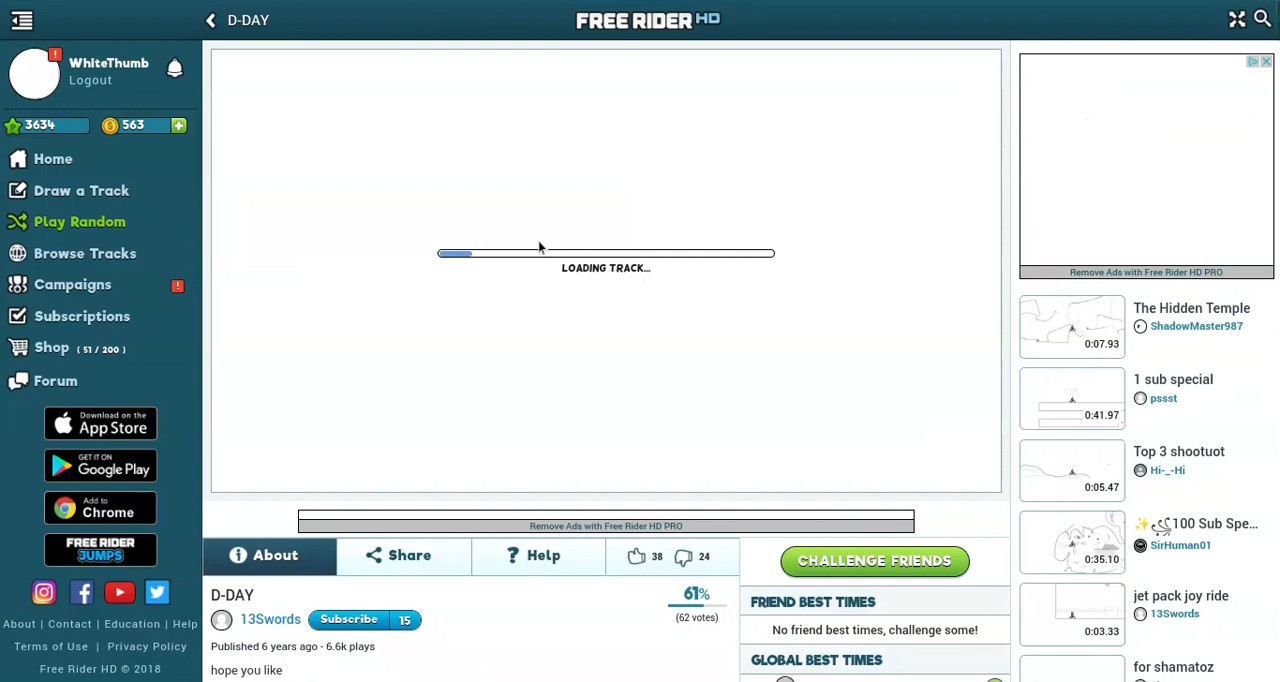 D-DAY
FREE RIDER HD
WhiteThumb
Logout
3634
563
Home
Draw a Track
Play Random
Browse Tracks
Campaigns
Subscriptions
Shop ( 51 / 200 )
Forum
Download on the
App Store
GET IT ON
Google Play
Add to
Chrome
FREE RIDER
JUMPS
About | Contact | Education | Help
Terms of Use | Privacy Policy
Free Rider HD © 2018
LOADING TRACK...
Remove Ads with Free Rider HD PRO
About
Share
Help
38
24
D-DAY
13Swords
Subscribe 15
61%
(62 votes)
Published 6 years ago - 6.6k plays
hope you like
CHALLENGE FRIENDS
FRIEND BEST TIMES
No friend best times, challenge some!
GLOBAL BEST TIMES
Remove Ads with Free Rider HD PRO
The Hidden Temple
ShadowMaster987
0:07.93
1 sub special
pssst
0:41.97
Top 3 shootuot
Hi-_-Hi
0:05.47
✨꧁100 Sub Spe...
SirHuman01
0:35.10
jet pack joy ride
13Swords
0:03.33
for shamatoz